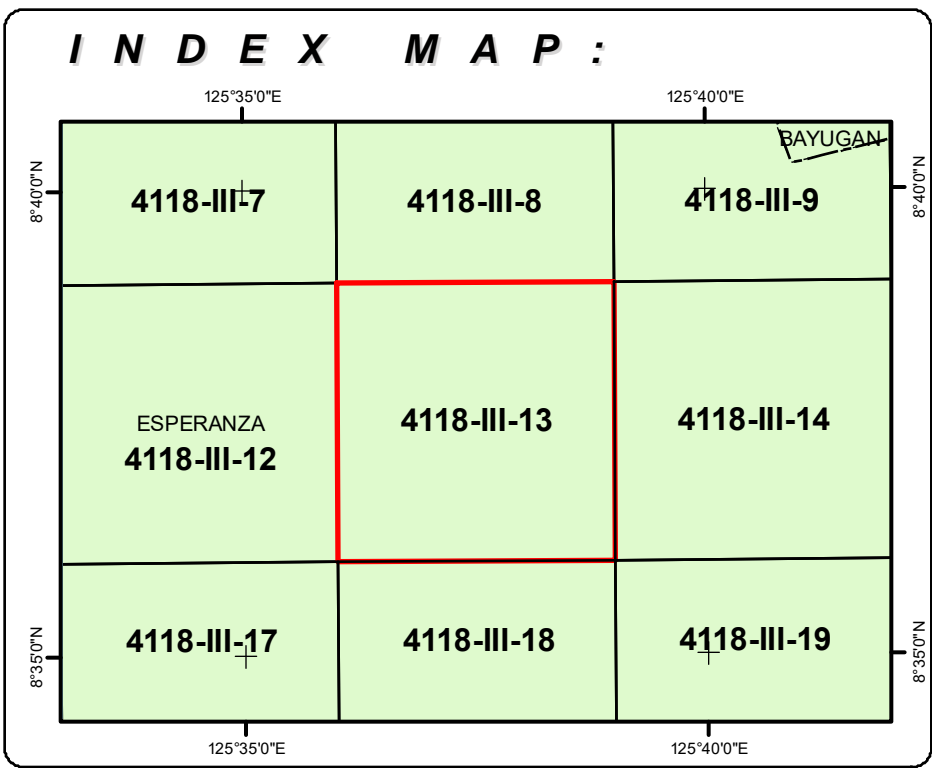 INDEX MAP:
125°35'0"E 125°40'0"E
BAYUGAN
8°40'0"N 8°40'0"N
4118-III-7 4118-III-8 4118-III-9
ESPERANZA
4118-III-12 4118-III-13 4118-III-14
4118-III-17 4118-III-18 4118-III-19
8°35'0"N 8°35'0"N
125°35'0"E 125°40'0"E